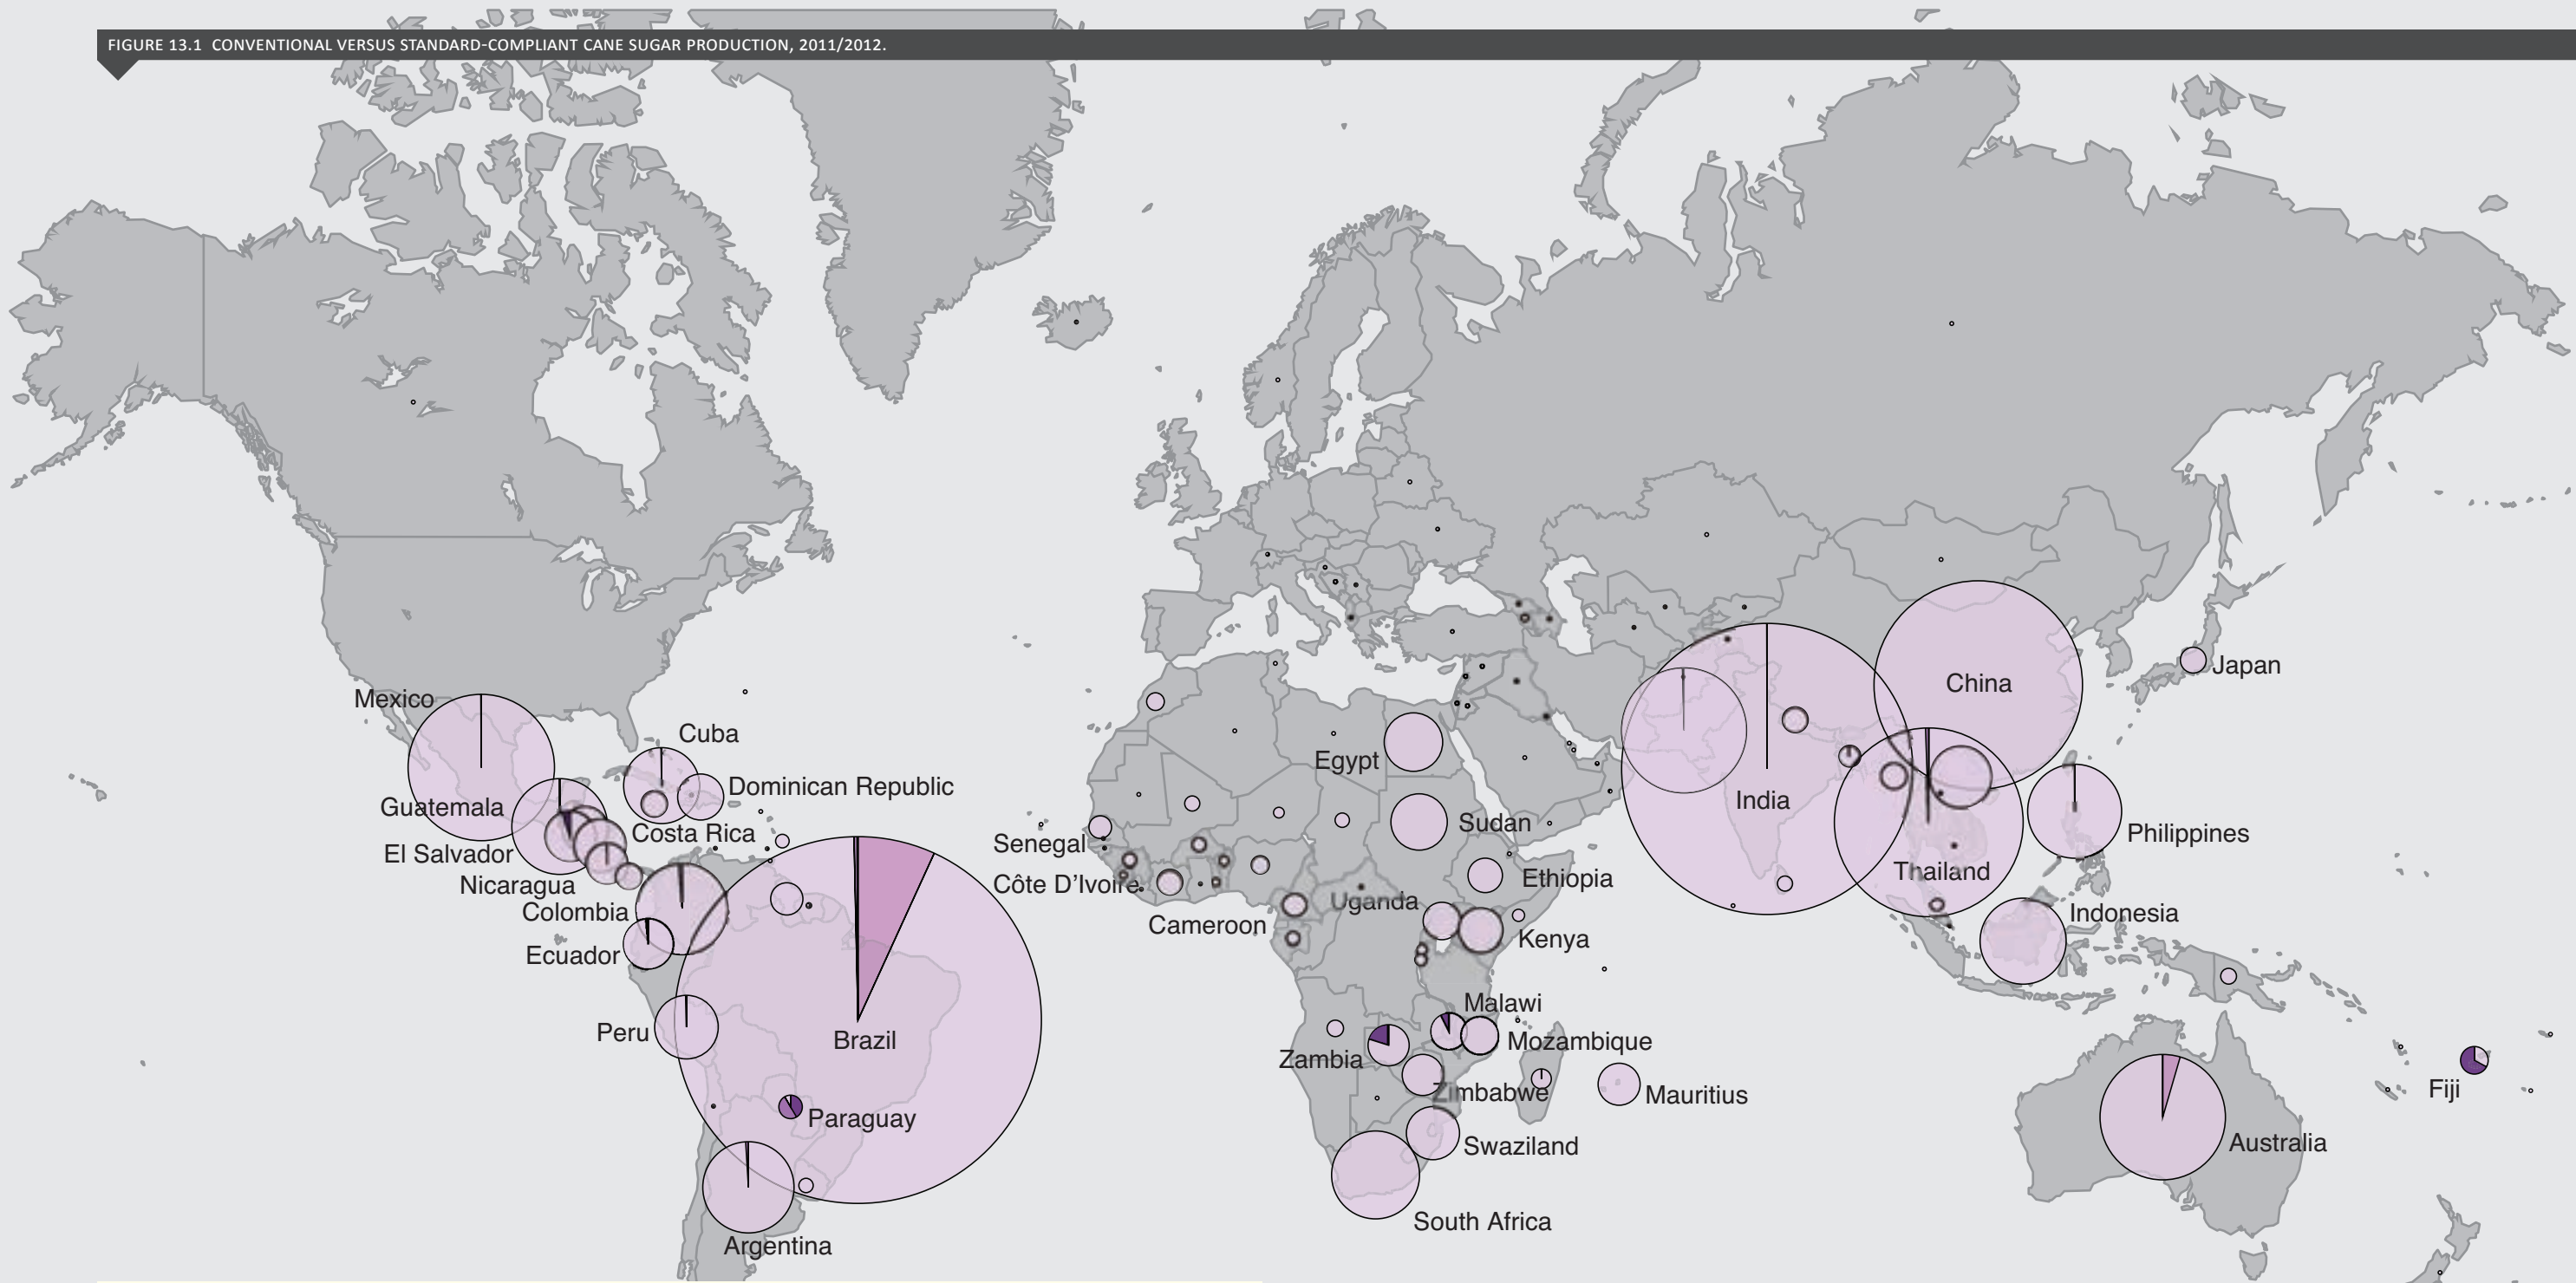 FIGURE 13.1 CONVENTIONAL VERSUS STANDARD-COMPLIANT CANE SUGAR PRODUCTION, 2011/2012.
Mexico
Cuba
Dominican Republic
Guatemala
Costa Rica
El Salvador
Nicaragua
Colombia
Ecuador
Peru
Brazil
Paraguay
Argentina
Egypt
Senegal
Sudan
Côte D'Ivoire
Ethiopia
Cameroon
Uganda
Kenya
Malawi
Mozambique
Zambia
Zimbabwe
Mauritius
Swaziland
South Africa
Japan
China
India
Philippines
Thailand
Indonesia
Fiji
Australia